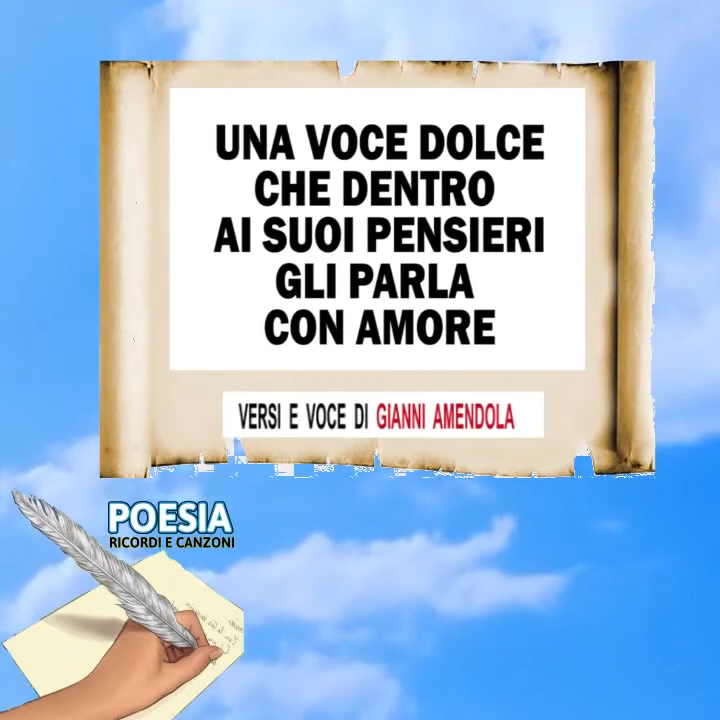 UNA VOCE DOLCE
CHE DENTRO
AI SUOI PENSIERI
GLI PARLA
CON AMORE
VERSI E VOCE DI GIANNI AMENDOLA
POESIA
RICORDI E CANZONI